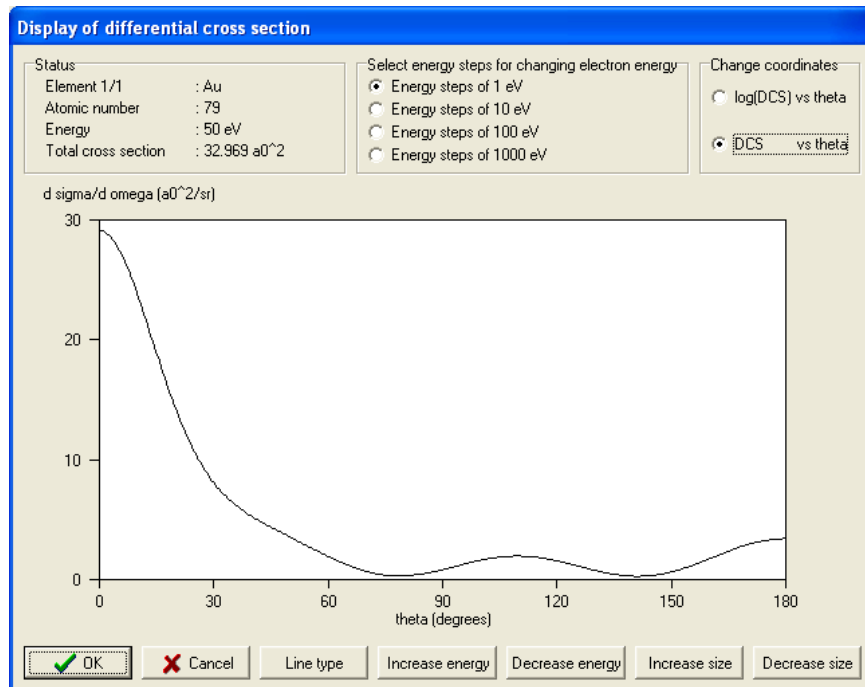 Display of differential cross section
Status
Element 1/1 : Au
Atomic number : 79
Energy : 50 eV
Total cross section : 32.969 a0^2
Select energy steps for changing electron energy
Energy steps of 1 eV
Energy steps of 10 eV
Energy steps of 100 eV
Energy steps of 1000 eV
Change coordinates
log(DCS) vs theta
DCS vs theta
d sigma/d omega (a0^2/sr)
30
20
10
0
0 30 60 90 120 150 180
theta (degrees)
OK Cancel Line type Increase energy Decrease energy Increase size Decrease size